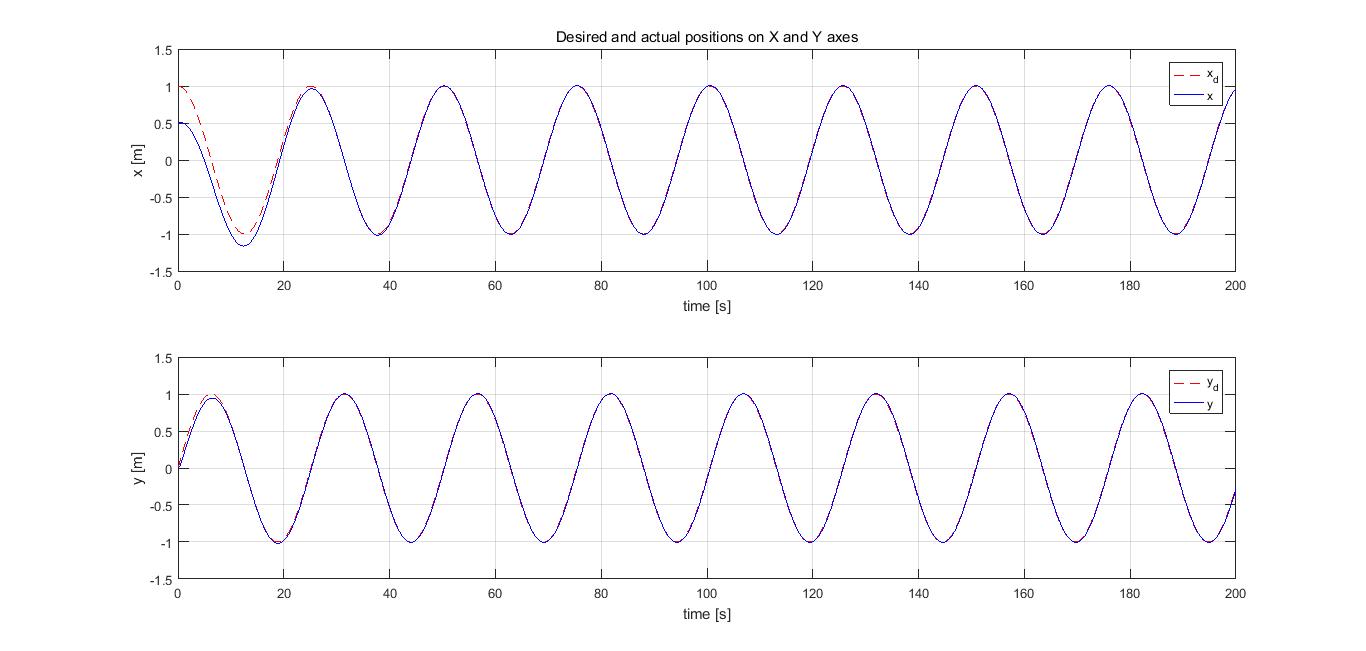 Desired and actual positions on X and Y axes
1.5
1
0.5
0
-0.5
-1
-1.5
x [m]
x_d
x
0 20 40 60 80 100 120 140 160 180 200
time [s]
1.5
1
0.5
0
-0.5
-1
-1.5
y [m]
y_d
y
0 20 40 60 80 100 120 140 160 180 200
time [s]